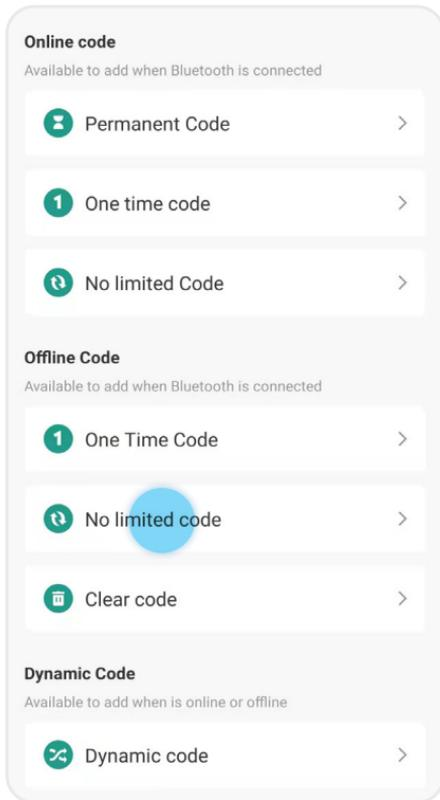 Online code
Available to add when Bluetooth is connected
Permanent Code
1 One time code
No limited Code
Offline Code
Available to add when Bluetooth is connected
1 One Time Code
No limited code
Clear code
Dynamic Code
Available to add when is online or offline
Dynamic code